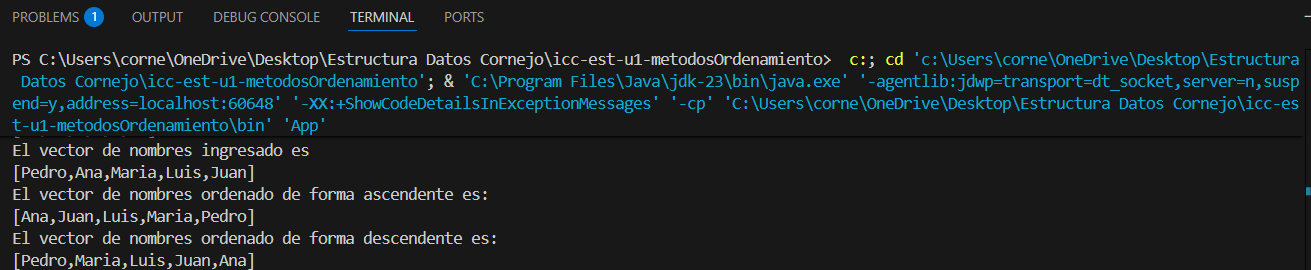 PROBLEMS 1 OUTPUT DEBUG CONSOLE TERMINAL PORTS
PS C:\Users\corne\OneDrive\Desktop\Estructura Datos Cornejo\icc-est-u1-metodosOrdenamiento> c:; cd 'c:\Users\corne\OneDrive\Desktop\Estructura
Datos Cornejo\icc-est-u1-metodosOrdenamiento'; & 'C:\Program Files\Java\jdk-23\bin\java.exe' '-agentlib:jdwp=transport=dt_socket,server=n,susp
end=y,address=localhost:60648' '-XX:+ShowCodeDetailsInExceptionMessages' '-cp' 'C:\Users\corne\OneDrive\Desktop\Estructura Datos Cornejo\icc-es
t-u1-metodosOrdenamiento\bin' 'App'
El vector de nombres ingresado es
[Pedro,Ana,Maria,Luis,Juan]
El vector de nombres ordenado de forma ascendente es:
[Ana,Juan,Luis,Maria,Pedro]
El vector de nombres ordenado de forma descendente es:
[Pedro,Maria,Luis,Juan,Ana]